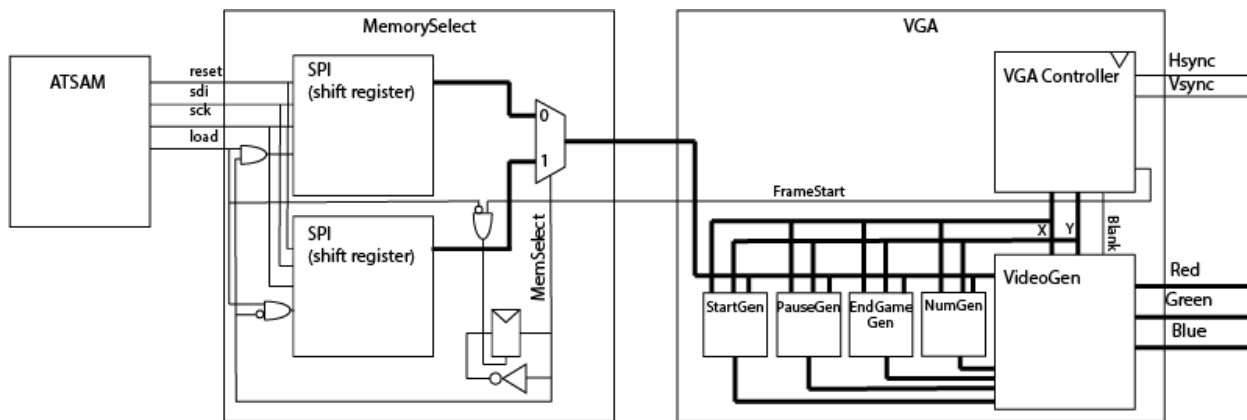 MemorySelect
VGA
ATSAM
reset
sdi
sck
load
SPI
(shift register)
0
1
SPI
(shift register)
MemSelect
FrameStart
VGA Controller
Hsync
Vsync
X
Y
Blank
StartGen
PauseGen
EndGame
Gen
NumGen
VideoGen
Red
Green
Blue